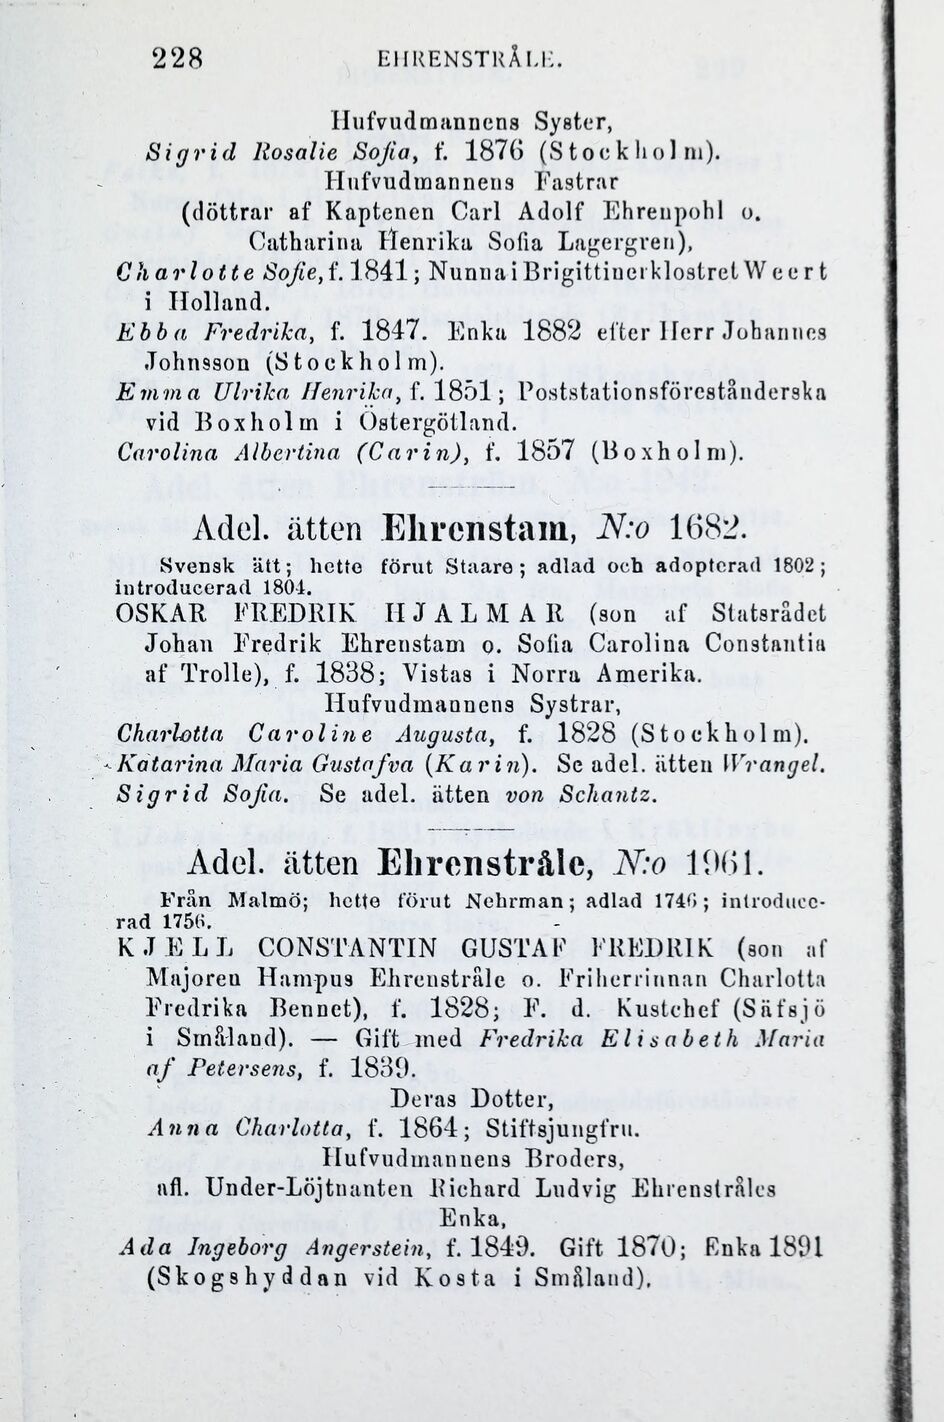 228 EHRENSTRÅLE.
Hufvudmannens Syster,
Sigrid Rosalie Sofia, f. 1876 (Stockholm).
Hufvudmannens Fastrar
(döttrar af Kaptenen Carl Adolf Ehrenpohl o.
Catharina Henrika Sofia Lagergren),
Charlotte Sofie, f. 1841; Nunna i Brigittinerklostret Weert
i Holland.
Ebba Fredrika, f. 1847. Enka 1882 efter Herr Johannes
Johnsson (Stockholm).
Emma Ulrika Henrika, f. 1851; Poststationsförestånderska
vid Boxholm i Östergötland.
Carolina Albertina (Carin), f. 1857 (Boxholm).
Adel. ätten Ehrenstam, N:o 1682.
Svensk ätt; hette förut Staare; adlad och adopterad 1802;
introducerad 1804.
OSKAR FREDRIK HJALMAR (son af Statsrådet
Johan Fredrik Ehrenstam o. Sofia Carolina Constantia
af Trolle), f. 1838; Vistas i Norra Amerika.
Hufvudmannens Systrar,
Charlotta Caroline Augusta, f. 1828 (Stockholm).
Katarina Maria Gustafva (Karin). Se adel. ätten Wrangel.
Sigrid Sofia. Se adel. ätten von Schantz.
Adel. ätten Ehrenstråle, N:o 1961.
Från Malmö; hette förut Nehrman; adlad 1746; introduce-
rad 1756.
KJELL CONSTANTIN GUSTAF FREDRIK (son af
Majoren Hampus Ehrenstråle o. Friherrinnan Charlotta
Fredrika Bennet), f. 1828; F. d. Kustchef (Säfsjö
i Småland). — Gift med Fredrika Elisabeth Maria
af Petersens, f. 1839.
Deras Dotter,
Anna Charlotta, f. 1864; Stiftsjungfru.
Hufvudmannens Broders,
afl. Under-Löjtnanten Richard Ludvig Ehrenstråles
Enka,
Ada Ingeborg Angerstein, f. 1849. Gift 1870; Enka 1891
(Skogshyddan vid Kosta i Småland).